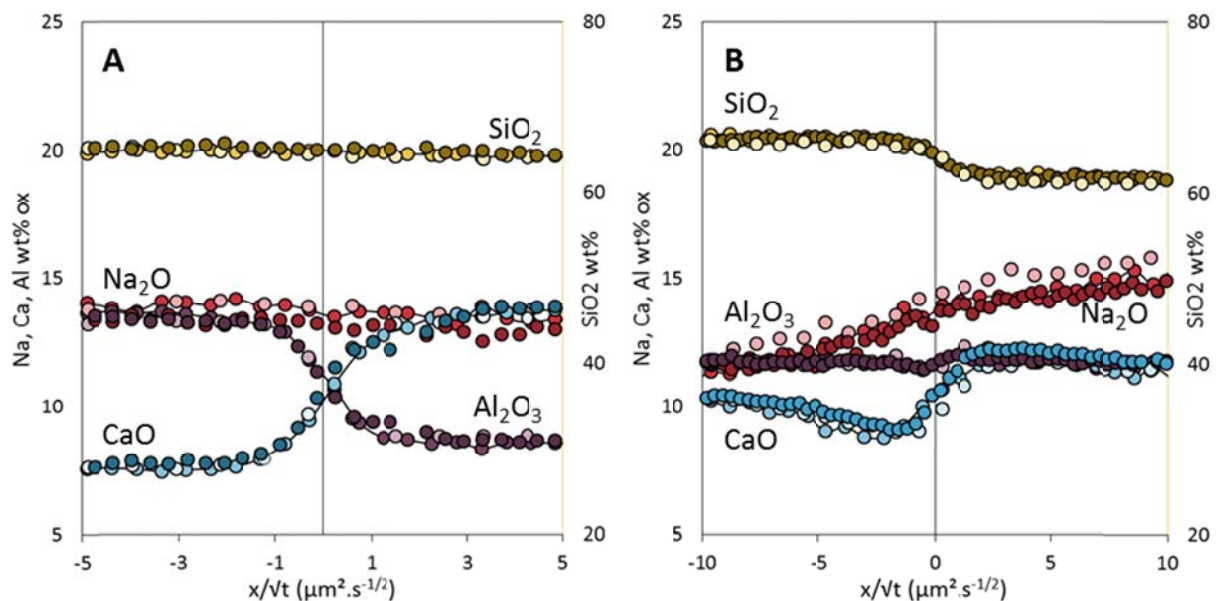 A
25
20
15
10
5
Na, Ca, Al wt% ox
80
60
40
20
SiO2 wt%
SiO₂
Na₂O
CaO
Al₂O₃
-5
-3
-1
1
3
5
x/√t (µm².s⁻¹/²)
B
25
20
15
10
5
Na, Ca, Al wt% ox
80
60
40
20
SiO2 wt%
SiO₂
Al₂O₃
Na₂O
CaO
-10
-5
0
5
10
x/√t (µm².s⁻¹/²)